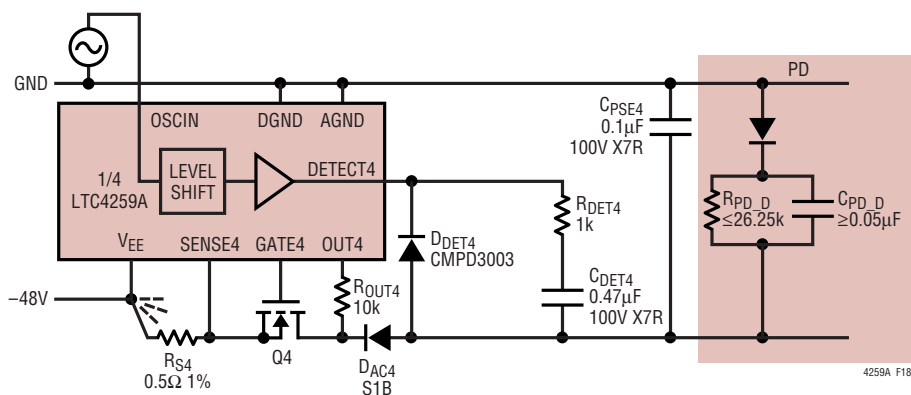 GND
PD
OSCIN
DGND
AGND
CPSE4
0.1μF
100V X7R
1/4
LTC4259A
LEVEL
SHIFT
DETECT4
RPD_D
≤26.25k
CPD_D
≥0.05μF
RDET4
1k
VEE
SENSE4
GATE4
OUT4
DDET4
CMPD3003
CDET4
0.47μF
100V X7R
–48V
ROUT4
10k
RS4
0.5Ω 1%
Q4
DAC4
S1B
4259A F18